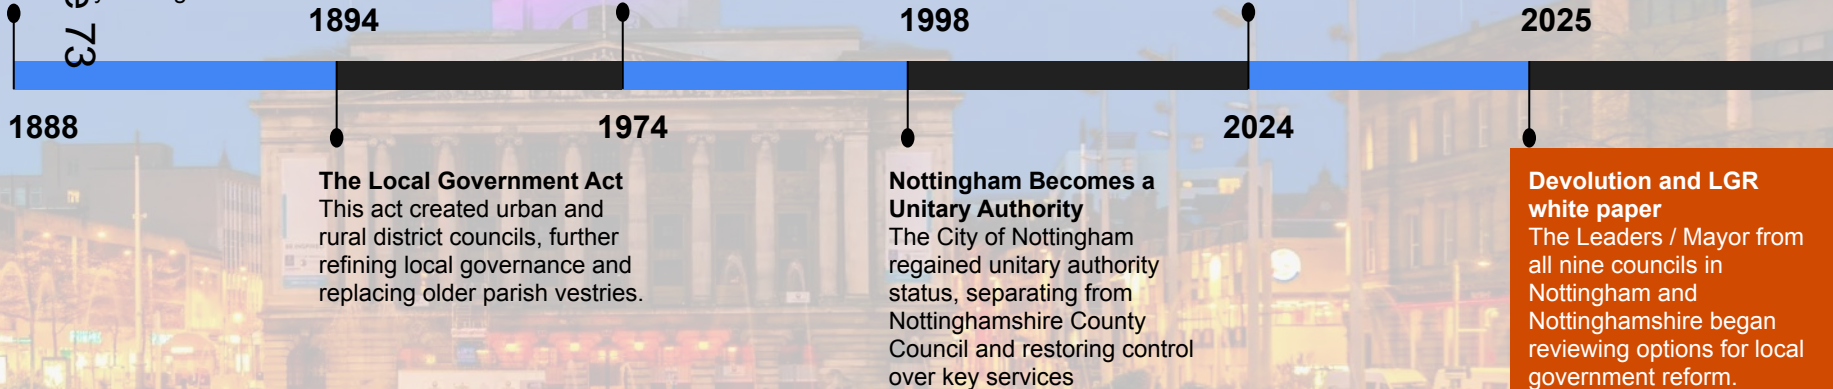 73
1894
1998
2025
1888
1974
2024
The Local Government Act
This act created urban and
rural district councils, further
refining local governance and
replacing older parish vestries.
Nottingham Becomes a
Unitary Authority
The City of Nottingham
regained unitary authority
status, separating from
Nottinghamshire County
Council and restoring control
over key services
Devolution and LGR
white paper
The Leaders / Mayor from
all nine councils in
Nottingham and
Nottinghamshire began
reviewing options for local
government reform.